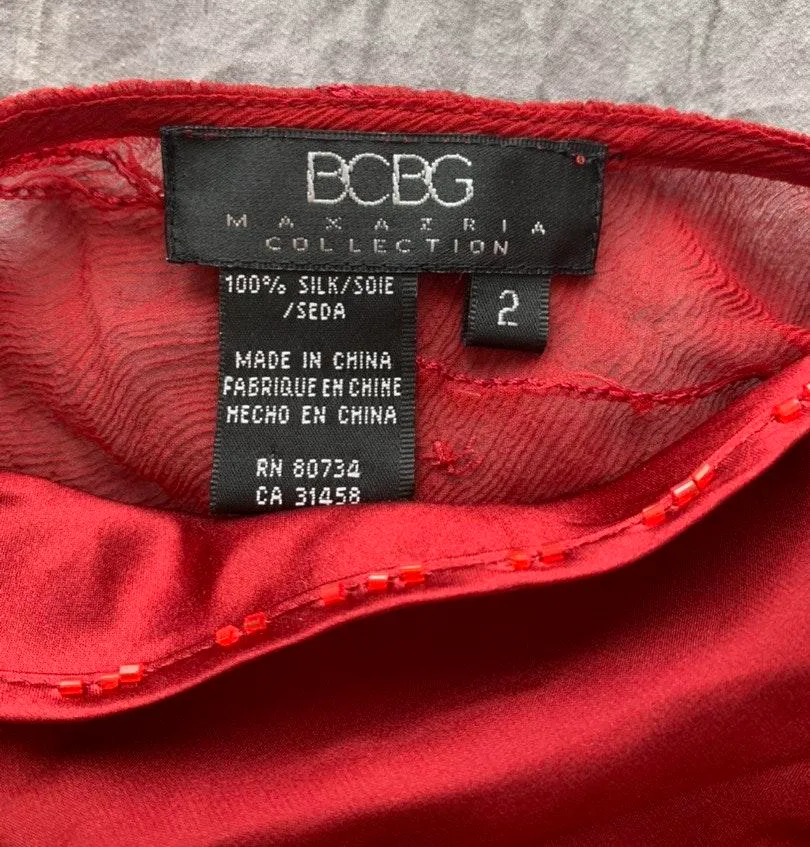 BCBG
MAXAZRIA
COLLECTION
2
100% SILK/SOIE
/SEDA
MADE IN CHINA
FABRIQUE EN CHINE
HECHO EN CHINA
RN 80734
CA 31458